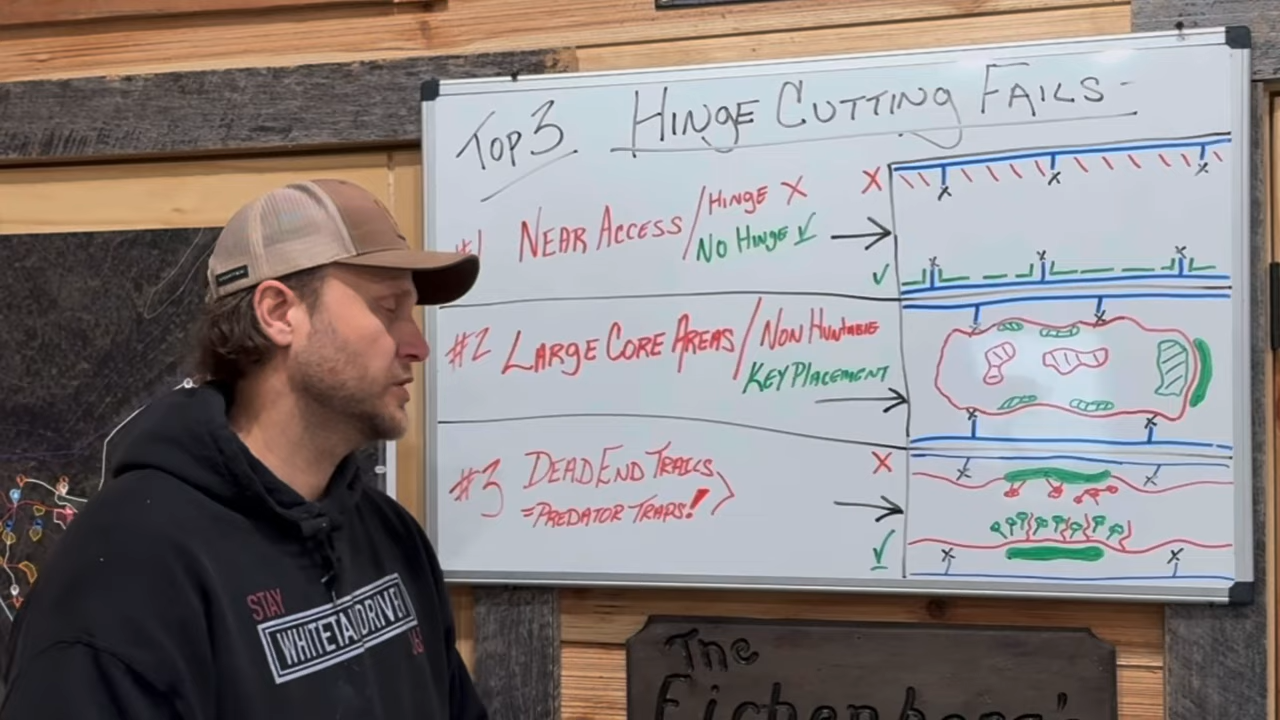 TOP 3 HINGE CUTTING FAILS-
#1 NEAR ACCESS / HINGE X
NO HINGE ✓
#2 LARGE CORE AREAS / NON HUNTABLE
KEY PLACEMENT
#3 DEAD END TRAILS
=PREDATOR TRAPS!
STAY
WHITETAIL DRIVEN
The
Eichenberg'